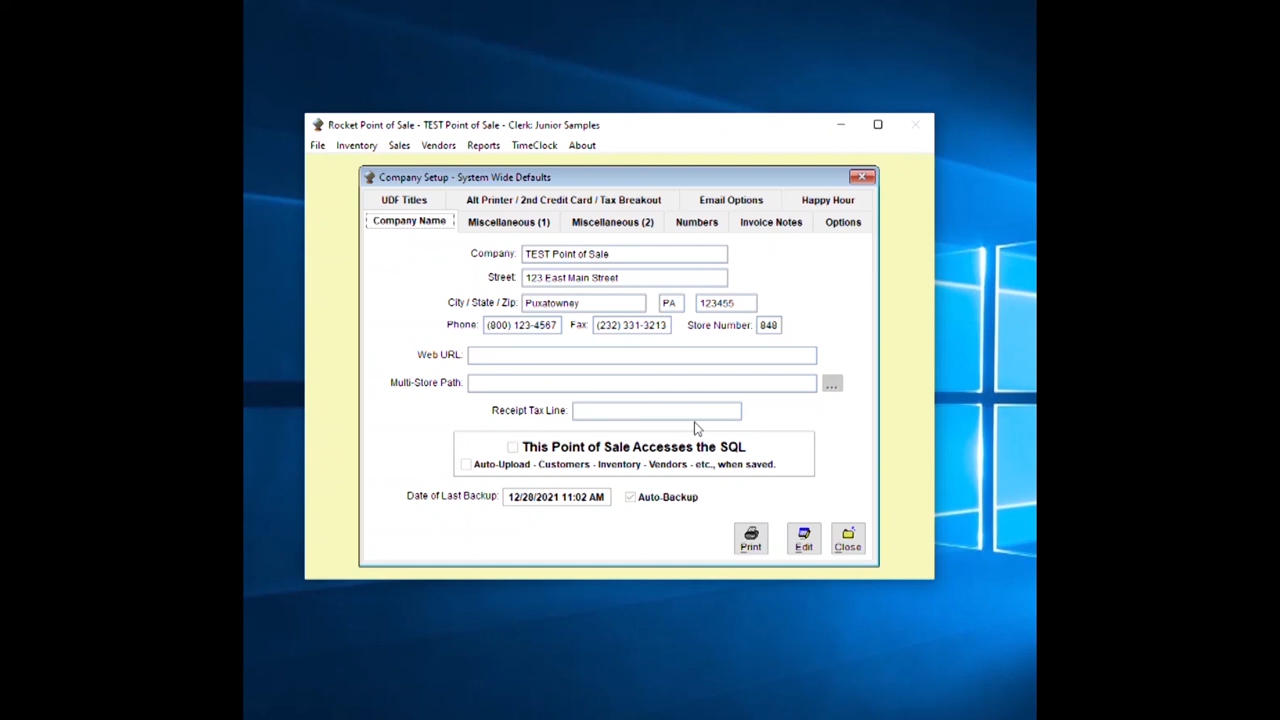 Rocket Point of Sale - TEST Point of Sale - Clerk: Junior Samples
File Inventory Sales Vendors Reports TimeClock About
Company Setup - System Wide Defaults
UDF Titles Alt Printer / 2nd Credit Card / Tax Breakout Email Options Happy Hour
Company Name Miscellaneous (1) Miscellaneous (2) Numbers Invoice Notes Options
Company: TEST Point of Sale
Street: 123 East Main Street
City / State / Zip: Puxatowney PA 123455
Phone: (800) 123-4567 Fax: (232) 331-3213 Store Number: 848
Web URL:
Multi-Store Path: ...
Receipt Tax Line:
This Point of Sale Accesses the SQL
Auto-Upload - Customers - Inventory - Vendors - etc., when saved.
Date of Last Backup: 12/28/2021 11:02 AM Auto-Backup
Print Edit Close